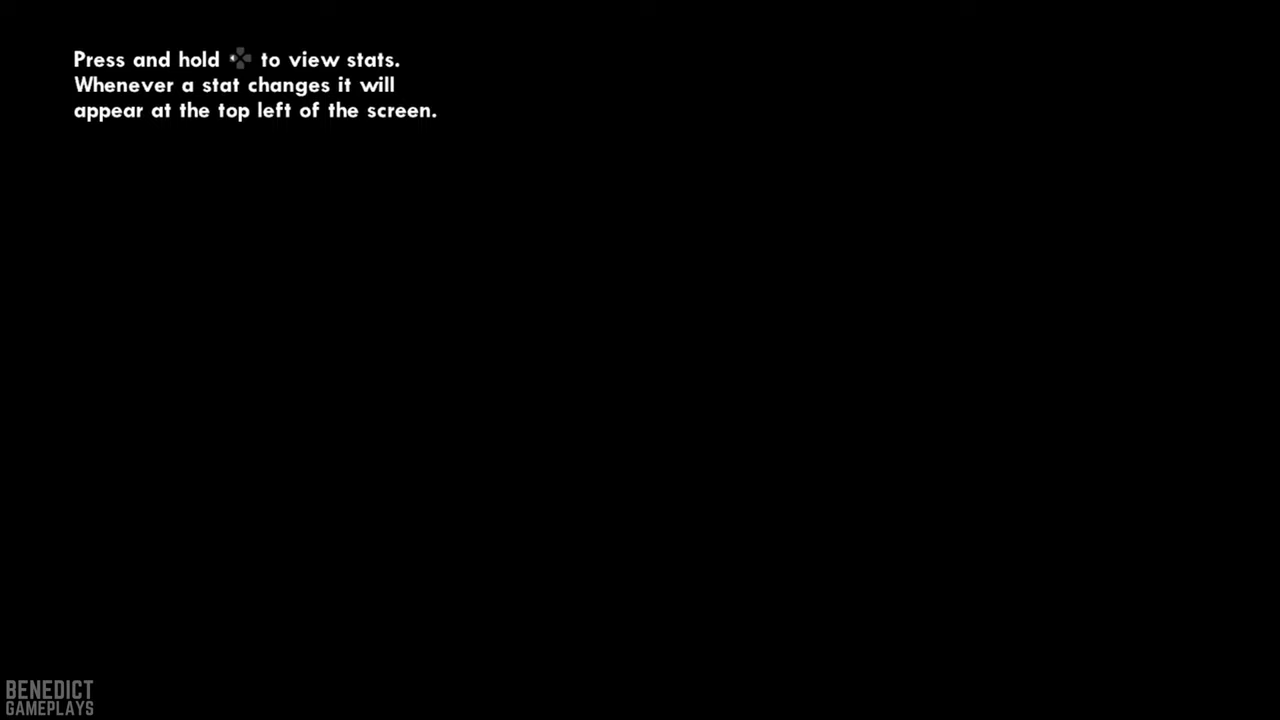 Press and hold to view stats.
Whenever a stat changes it will
appear at the top left of the screen.
BENEDICT
GAMEPLAYS